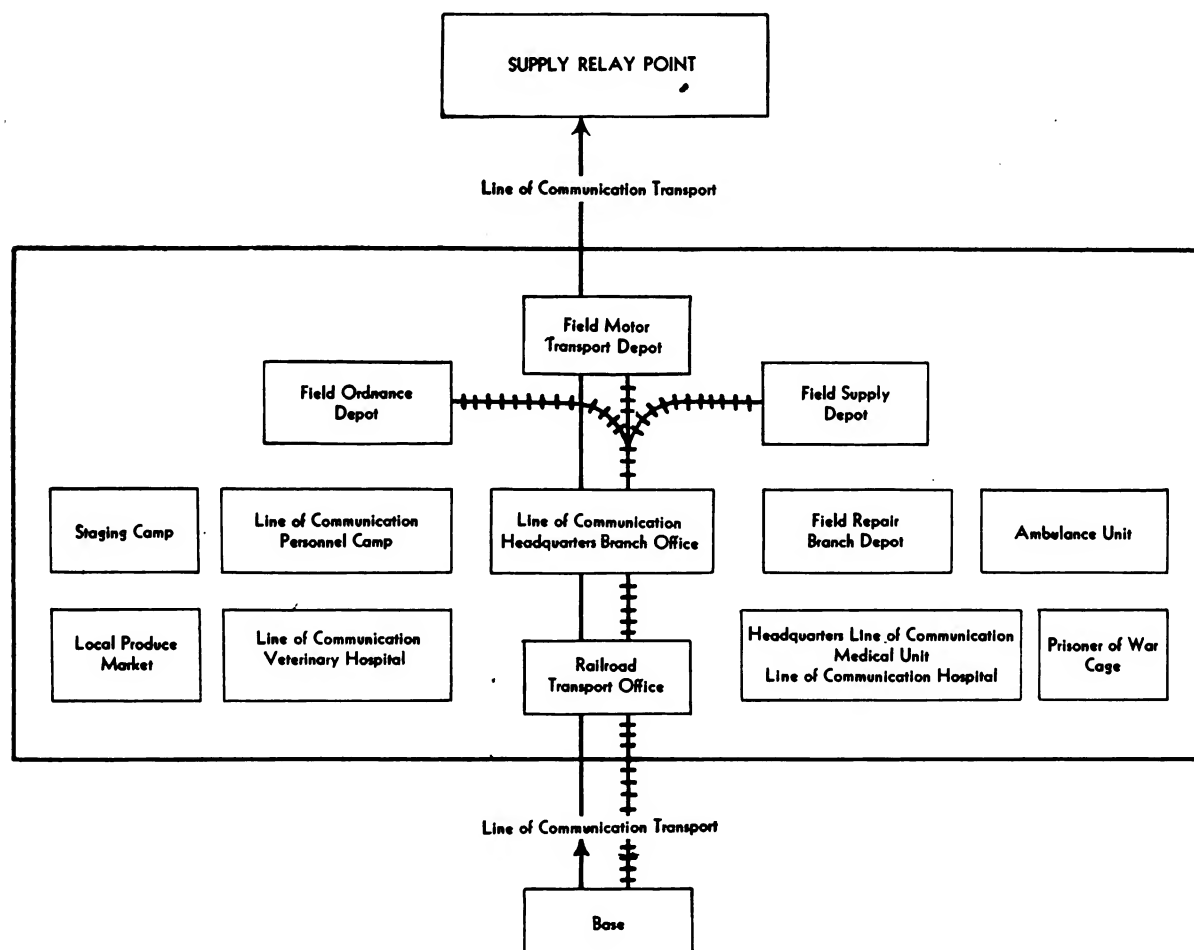 SUPPLY RELAY POINT
Line of Communication Transport
Field Motor
Transport Depot
Field Ordnance
Depot
Field Supply
Depot
Staging Camp
Line of Communication
Personnel Camp
Line of Communication
Headquarters Branch Office
Field Repair
Branch Depot
Ambulance Unit
Local Produce
Market
Line of Communication
Veterinary Hospital
Railroad
Transport Office
Headquarters Line of Communication
Medical Unit
Line of Communication Hospital
Prisoner of War
Cage
Line of Communication Transport
Base